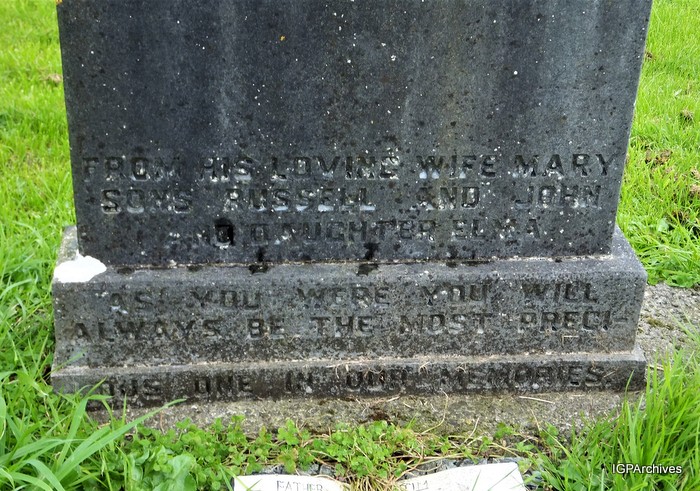 FROM HIS LOVING WIFE MARY
SONS RUSSELL AND JOHN
AND DAUGHTER ELMA
"AS YOU WERE YOU WILL
ALWAYS BE THE MOST PRECI-
OUS ONE IN OUR MEMORIES.
FATHER
IGPArchives